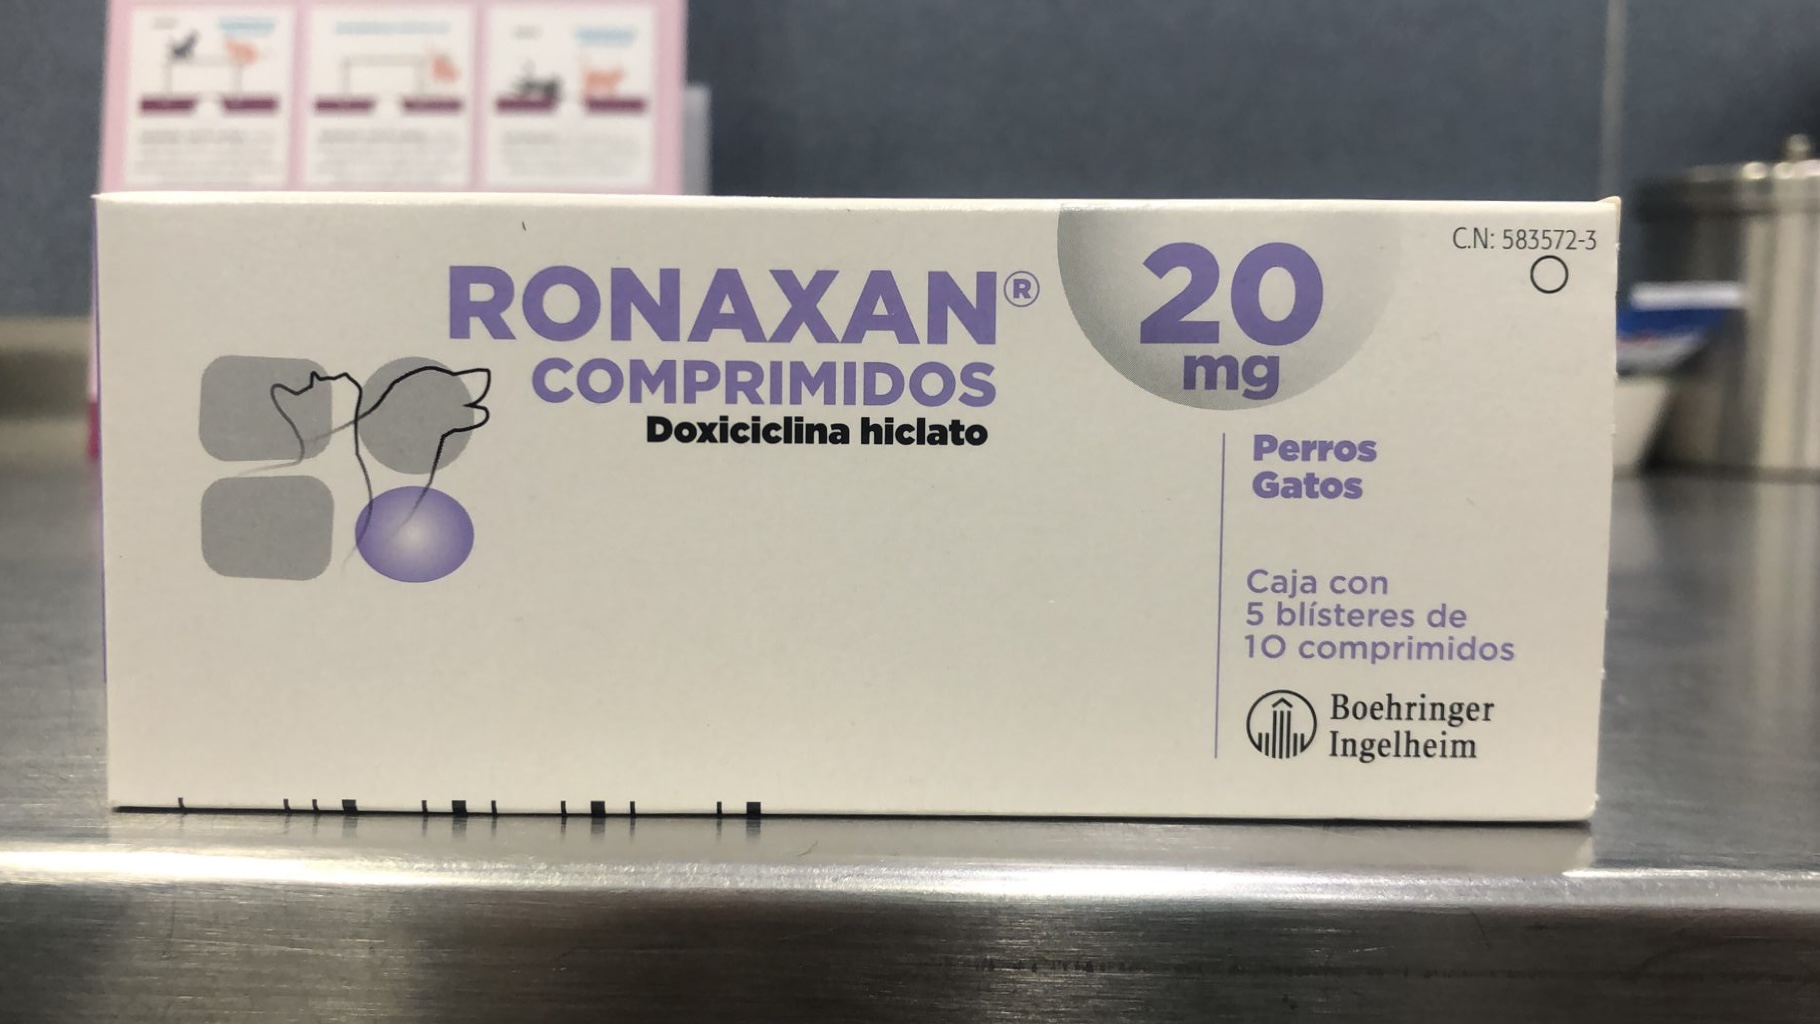 RONAXAN®
COMPRIMIDOS
Doxiciclina hiclato
20
mg
C.N: 583572-3
Perros
Gatos
Caja con
5 blísteres de
10 comprimidos
Boehringer
Ingelheim